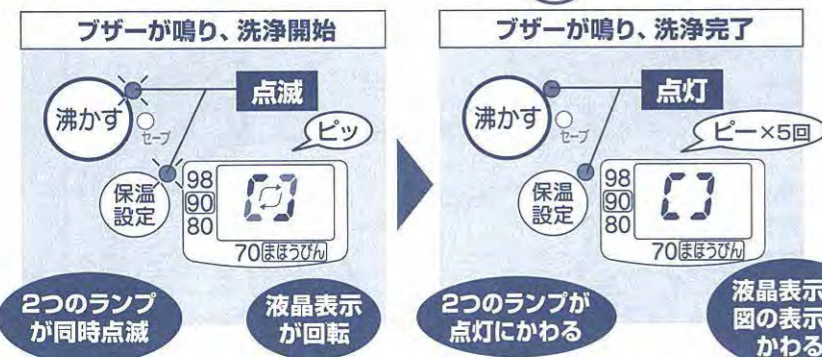 ブザーが鳴り、洗浄開始
点滅
沸かす
セーブ
ピッ
保温
設定
98
90
80
70まほうびん
2つのランプ
が同時点滅
液晶表示
が回転
ブザーが鳴り、洗浄完了
点灯
沸かす
セーブ
ピー×5回
保温
設定
98
90
80
70まほうびん
2つのランプが
点灯にかわる
液晶表示
図の表示
かわる